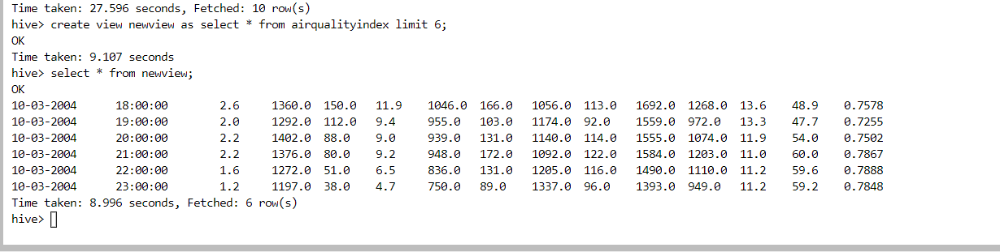 Time taken: 27.596 seconds, Fetched: 10 row(s)
hive> create view newview as select * from airqualityindex limit 6;
OK
Time taken: 9.107 seconds
hive> select * from newview;
OK
10-03-2004 18:00:00 2.6 1360.0 150.0 11.9 1046.0 166.0 1056.0 113.0 1692.0 1268.0 13.6 48.9 0.7578
10-03-2004 19:00:00 2.0 1292.0 112.0 9.4 955.0 103.0 1174.0 92.0 1559.0 972.0 13.3 47.7 0.7255
10-03-2004 20:00:00 2.2 1402.0 88.0 9.0 939.0 131.0 1140.0 114.0 1555.0 1074.0 11.9 54.0 0.7502
10-03-2004 21:00:00 2.2 1376.0 80.0 9.2 948.0 172.0 1092.0 122.0 1584.0 1203.0 11.0 60.0 0.7867
10-03-2004 22:00:00 1.6 1272.0 51.0 6.5 836.0 131.0 1205.0 116.0 1490.0 1110.0 11.2 59.6 0.7888
10-03-2004 23:00:00 1.2 1197.0 38.0 4.7 750.0 89.0 1337.0 96.0 1393.0 949.0 11.2 59.2 0.7848
Time taken: 8.996 seconds, Fetched: 6 row(s)
hive>